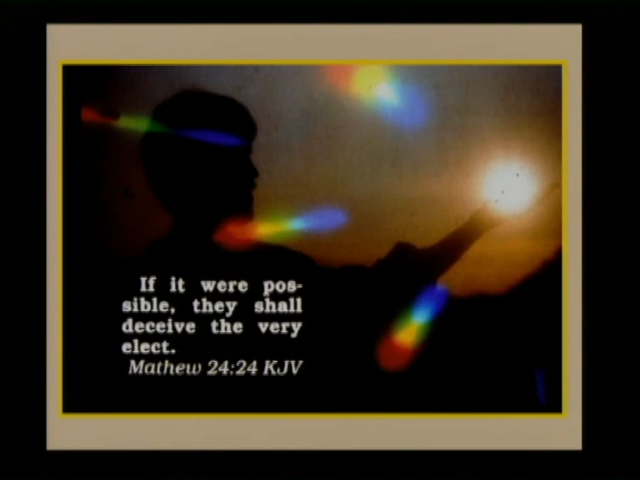 If it were pos-
sible, they shall
deceive the very
elect.
Mathew 24:24 KJV